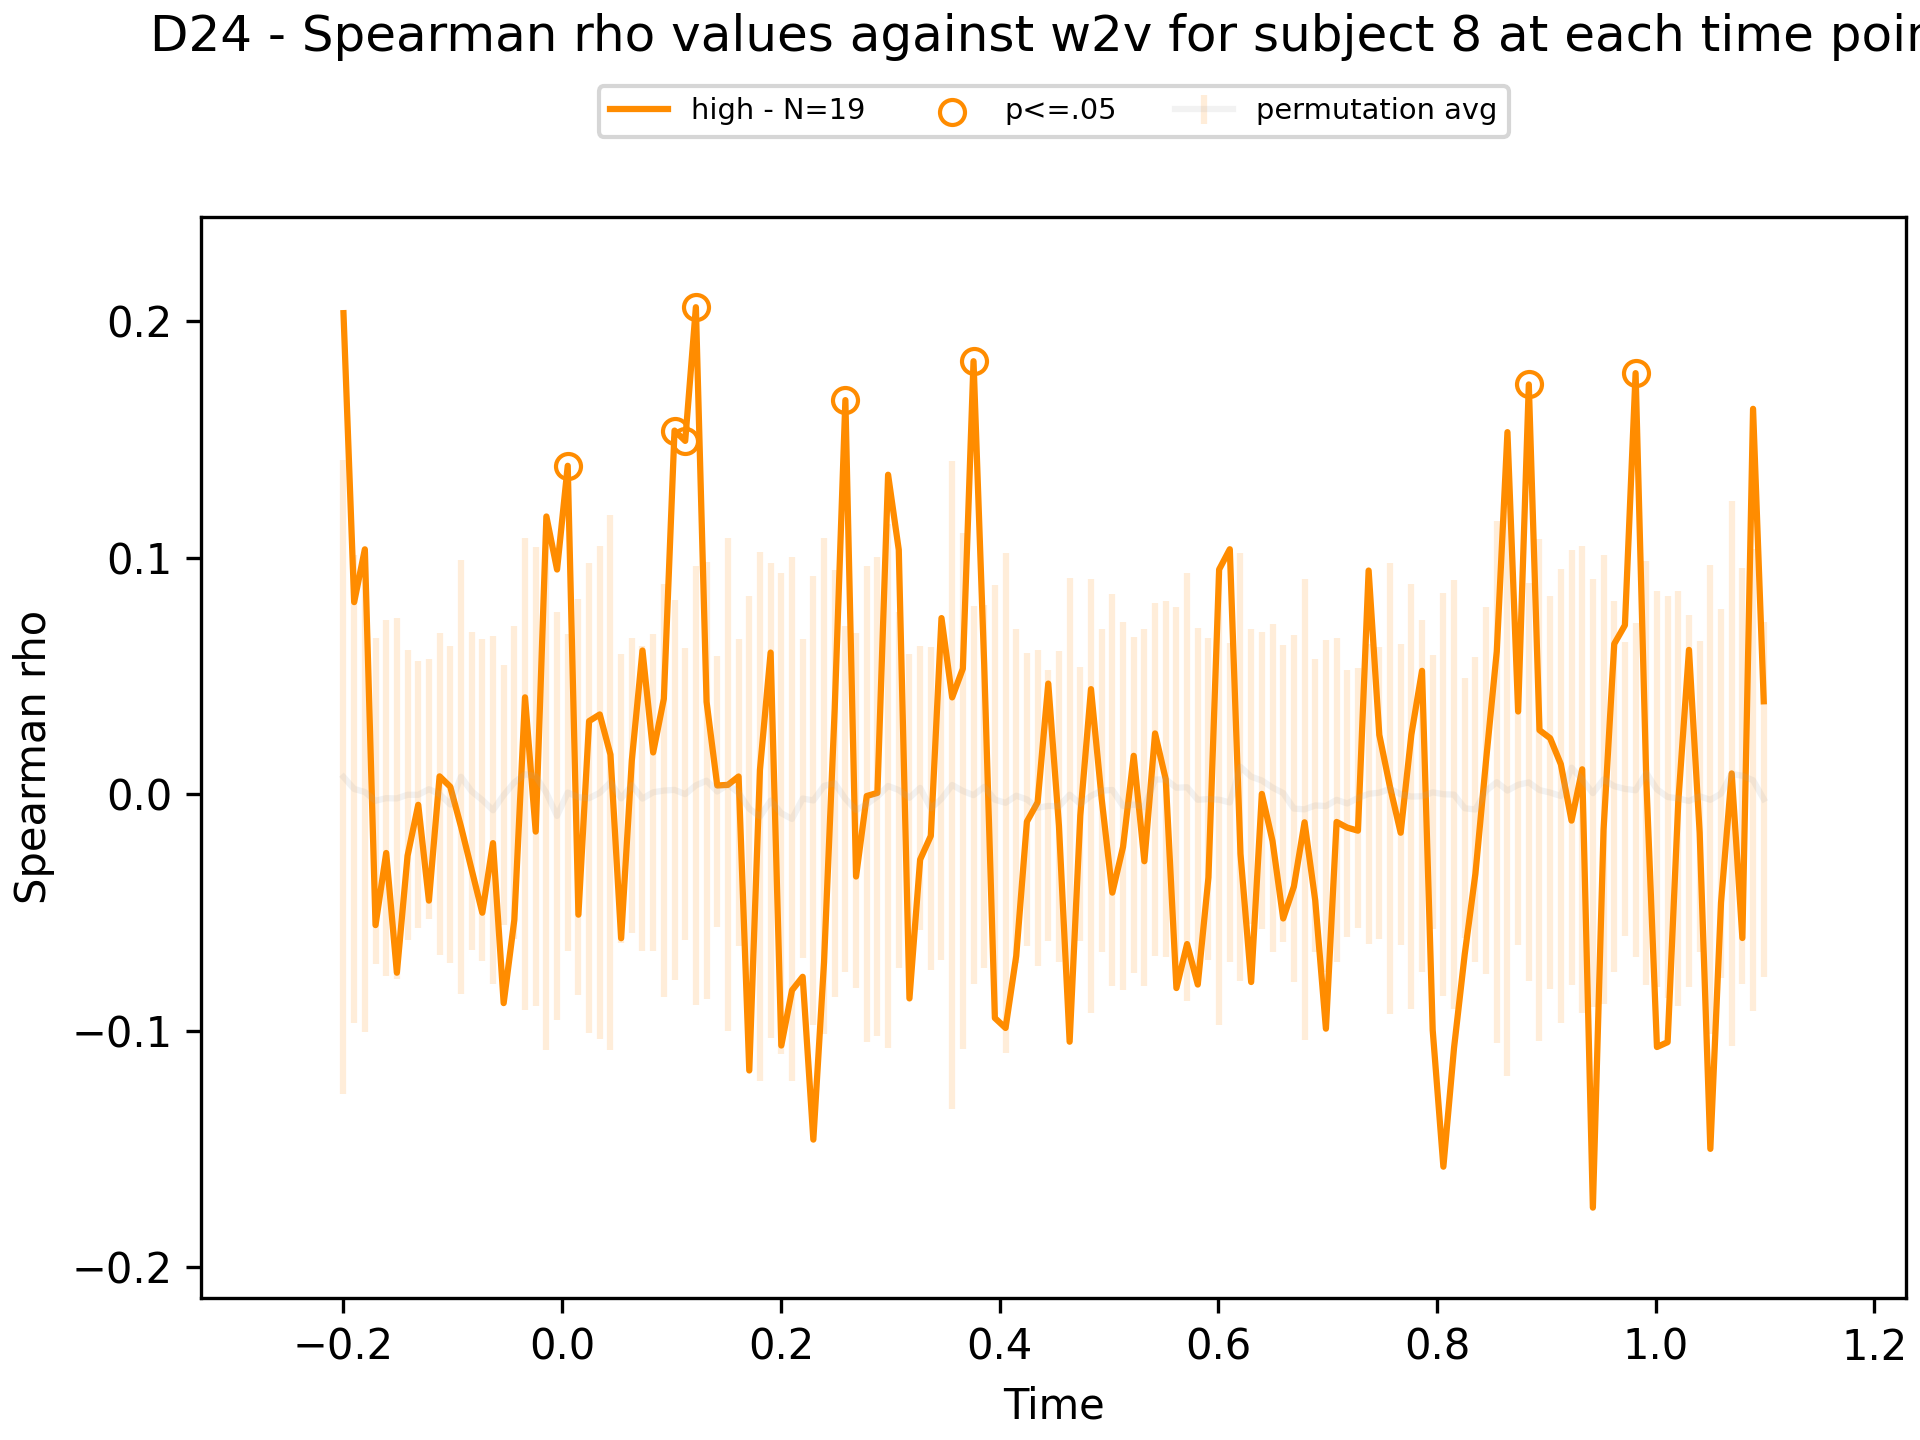 D24 - Spearman rho values against w2v for subject 8 at each time
high - N=19 p<=.05 permutation avg
Spearman rho
0.2
0.1
0.0
−0.1
−0.2
−0.2 0.0 0.2 0.4 0.6 0.8 1.0 1.2
Time